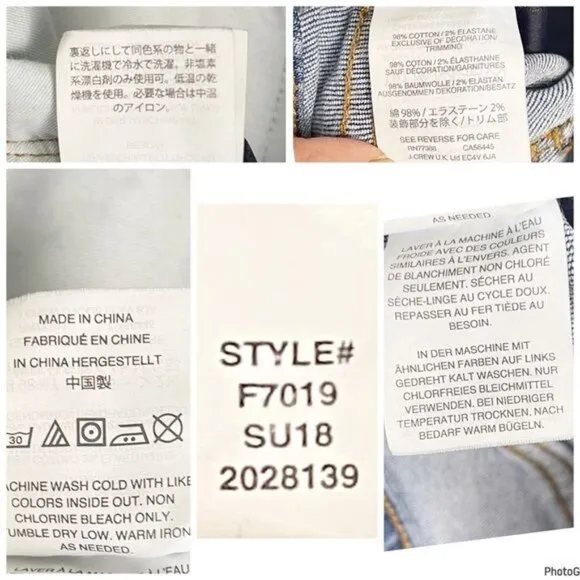 裏返しにして同色系の物と一緒
に洗濯機で冷水で洗濯。非塩素
系漂白剤のみ使用可。低温の乾
燥機を使用。必要な場合は中温
のアイロン。
98% COTTON / 2% ELASTANE
EXCLUSIVE OF DECORATION/
TRIMMING
98% COTON / 2% ÉLASTHANNE
SAUF DÉCORATION/GARNITURES
98% BAUMWOLLE / 2% ELASTAN
AUSGENOMMEN DEKORATION/BESATZ
綿 98% / エラステーン 2%
装飾部分を除く/トリム部
SEE REVERSE FOR CARE
RN77388 CA56445
J.CREW U.K. Ltd EC4V 6JA
MADE IN CHINA
FABRIQUÉ EN CHINE
IN CHINA HERGESTELLT
中国製
30
ACHINE WASH COLD WITH LIKE
COLORS INSIDE OUT. NON
CHLORINE BLEACH ONLY.
UMBLE DRY LOW. WARM IRON
AS NEEDED.
LAVER À LA MACHINE À L'EAU
STYLE#
F7019
SU18
2028139
AS NEEDED
LAVER À LA MACHINE À L'EAU
FROIDE AVEC DES COULEURS
SIMILAIRES À L'ENVERS. AGENT
DE BLANCHIMENT NON CHLORÉ
SEULEMENT. SÉCHER AU
SÈCHE-LINGE AU CYCLE DOUX.
REPASSER AU FER TIÈDE AU
BESOIN.
IN DER MASCHINE MIT
ÄHNLICHEN FARBEN AUF LINKS
GEDREHT KALT WASCHEN. NUR
CHLORFREIES BLEICHMITTEL
VERWENDEN. BEI NIEDRIGER
TEMPERATUR TROCKNEN. NACH
BEDARF WARM BÜGELN.
PhotoG